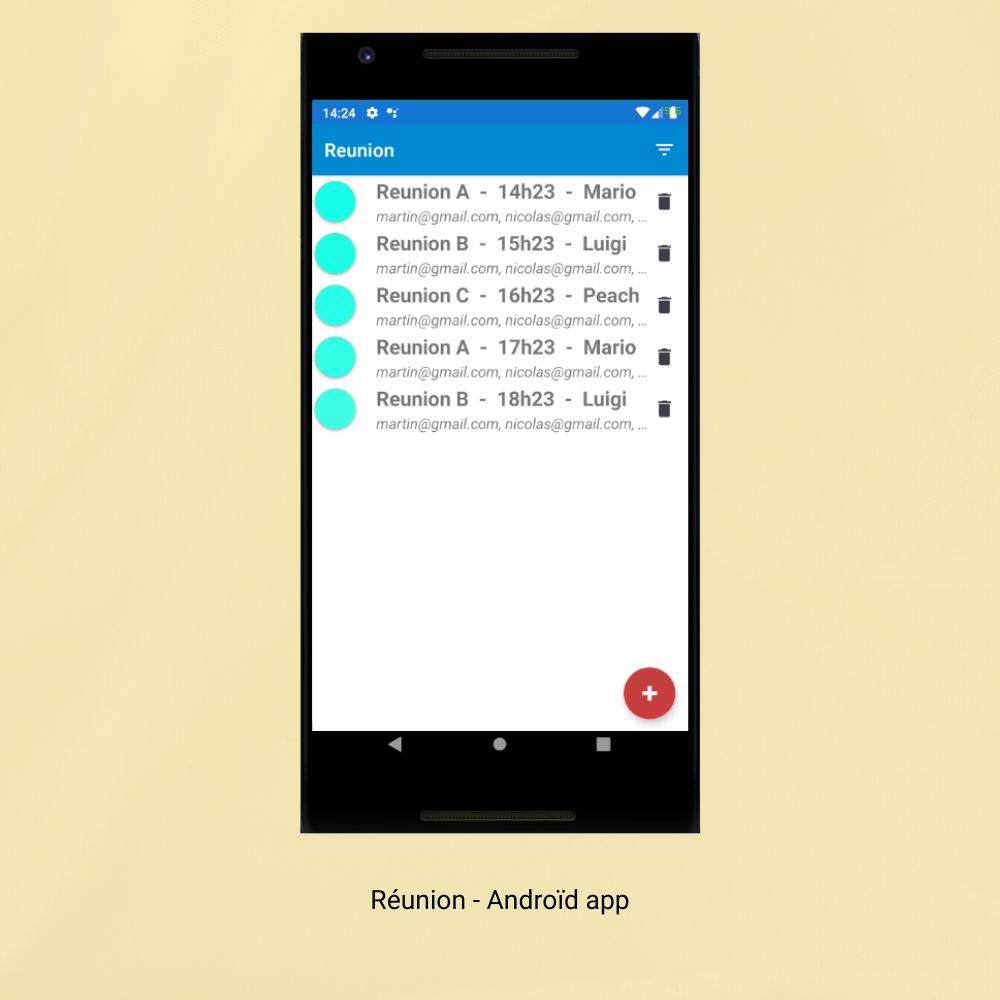 14:24
Reunion
Reunion A - 14h23 - Mario
martin@gmail.com, nicolas@gmail.com, ...
Reunion B - 15h23 - Luigi
martin@gmail.com, nicolas@gmail.com, ...
Reunion C - 16h23 - Peach
martin@gmail.com, nicolas@gmail.com, ...
Reunion A - 17h23 - Mario
martin@gmail.com, nicolas@gmail.com, ...
Reunion B - 18h23 - Luigi
martin@gmail.com, nicolas@gmail.com, ...
Réunion - Androïd app